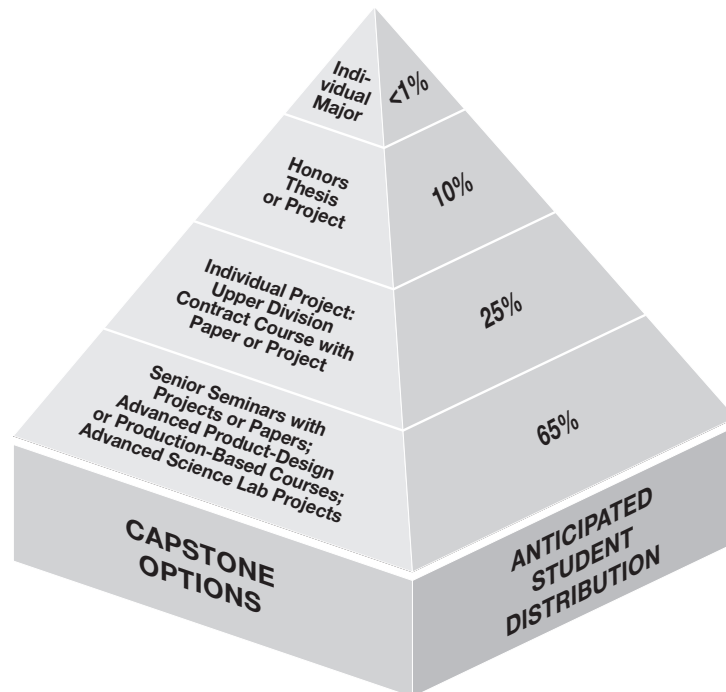 Indi-
vidual
Major
<1%
Honors
Thesis
or Project
10%
Individual Project:
Upper Division
Contract Course with
Paper or Project
25%
Senior Seminars with
Projects or Papers;
Advanced Product-Design
or Production-Based Courses;
Advanced Science Lab Projects
65%
CAPSTONE
OPTIONS
ANTICIPATED
STUDENT
DISTRIBUTION